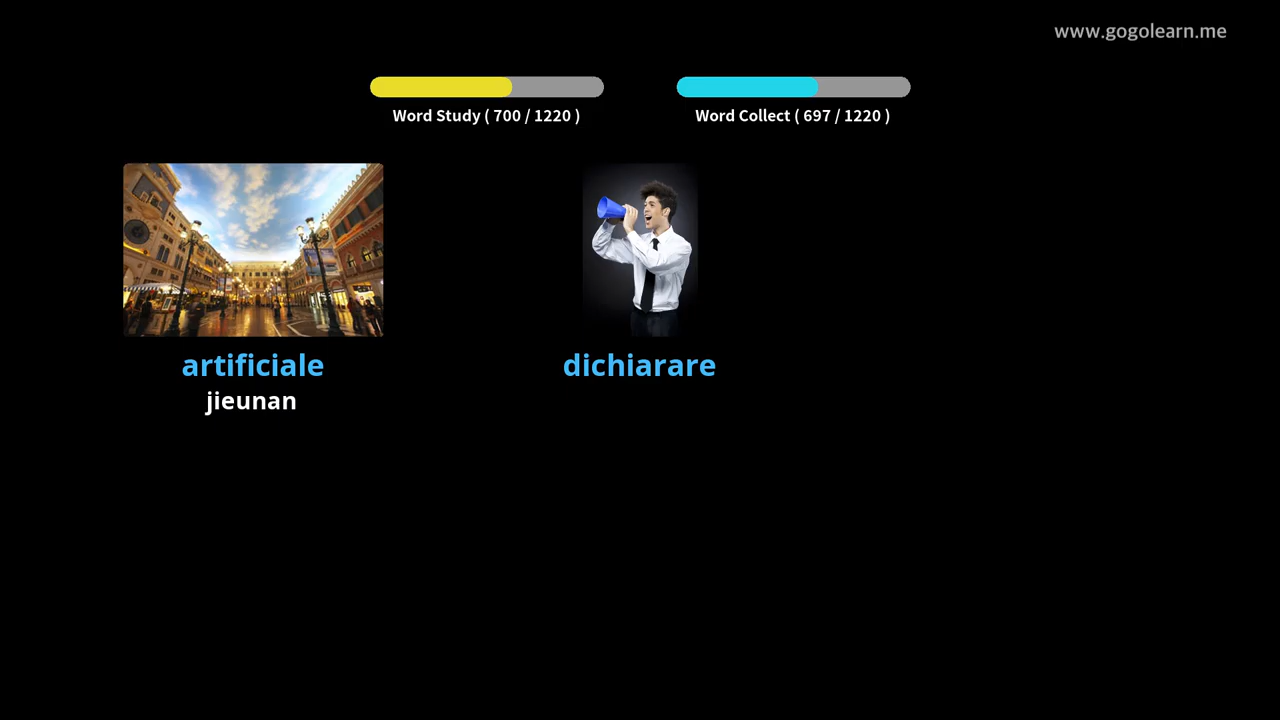 www.gogolearn.me
Word Study ( 700 / 1220 )
Word Collect ( 697 / 1220 )
artificiale
dichiarare
jieunan